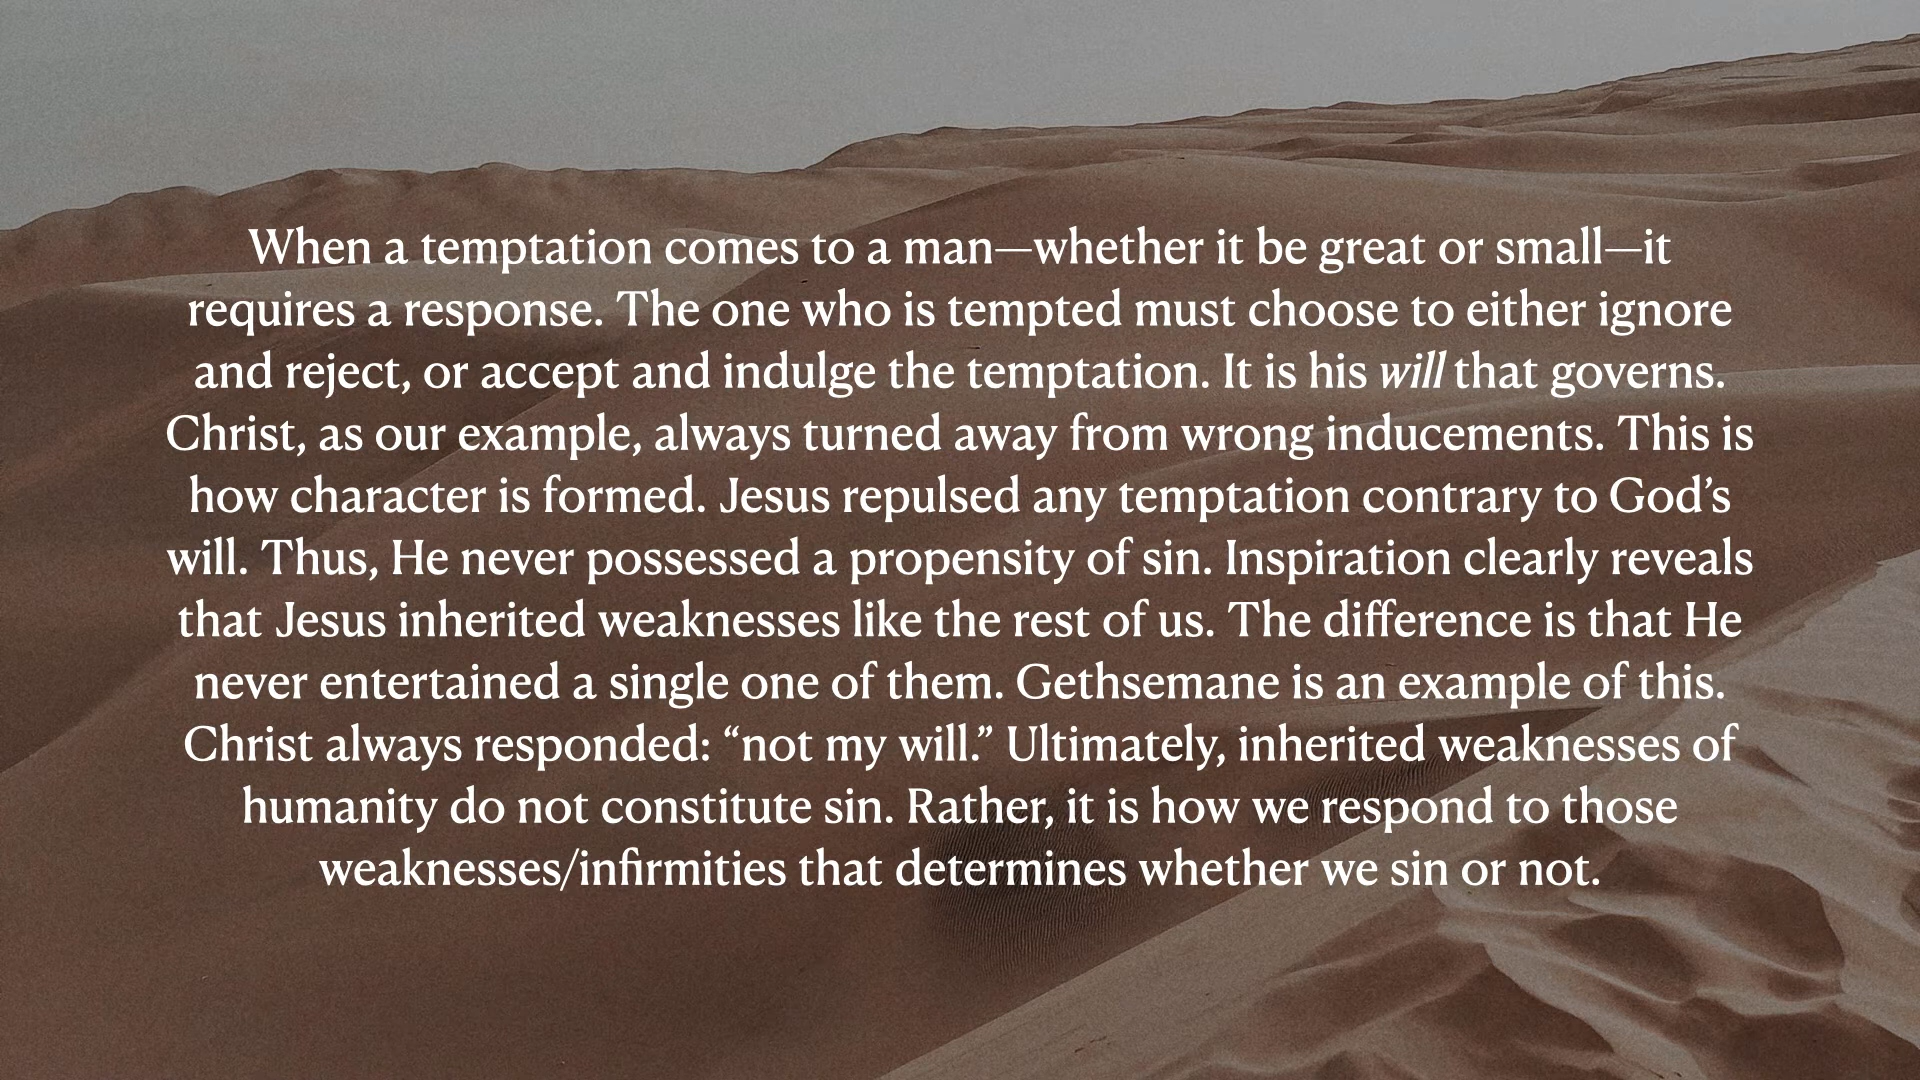 When a temptation comes to a man—whether it be great or small—it
requires a response. The one who is tempted must choose to either ignore
and reject, or accept and indulge the temptation. It is his will that governs.
Christ, as our example, always turned away from wrong inducements. This is
how character is formed. Jesus repulsed any temptation contrary to God’s
will. Thus, He never possessed a propensity of sin. Inspiration clearly reveals
that Jesus inherited weaknesses like the rest of us. The difference is that He
never entertained a single one of them. Gethsemane is an example of this.
Christ always responded: “not my will.” Ultimately, inherited weaknesses of
humanity do not constitute sin. Rather, it is how we respond to those
weaknesses/infirmities that determines whether we sin or not.